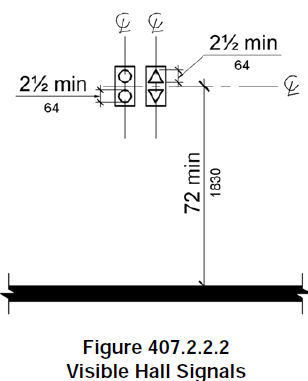 ℄ ℄
2½ min
64
2½ min
64
℄
72 min
1830
Figure 407.2.2.2
Visible Hall Signals